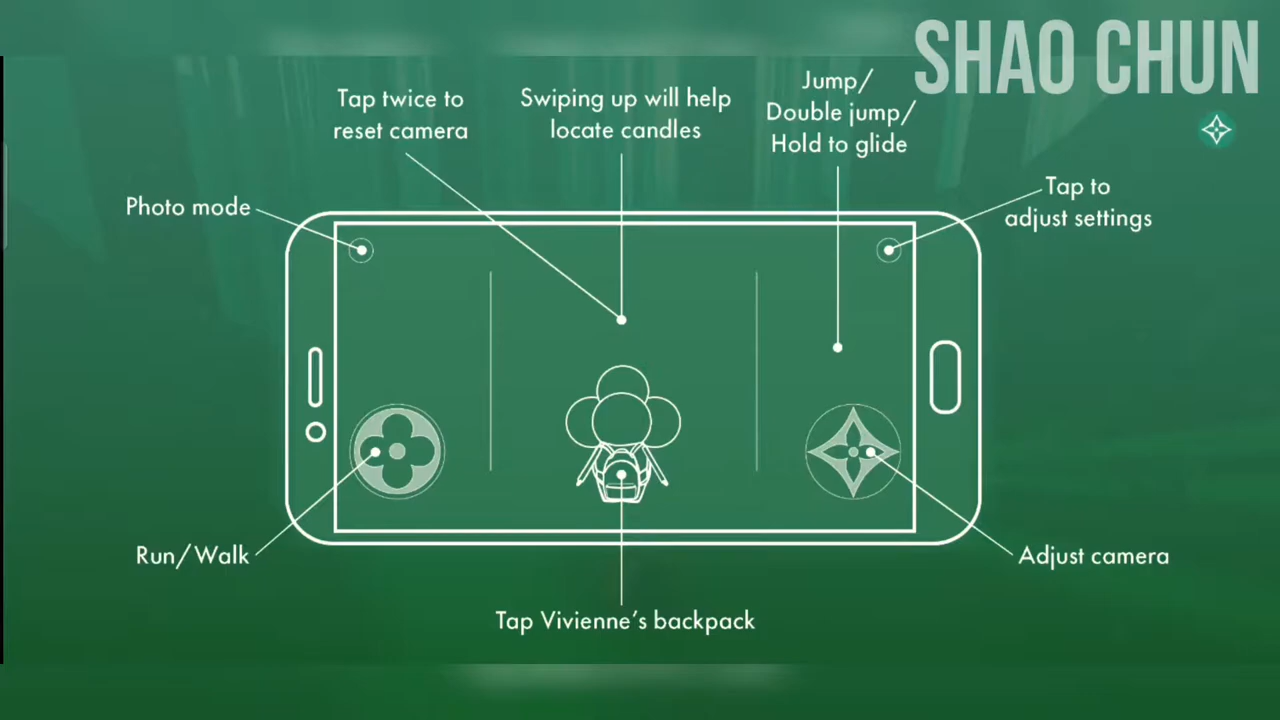 SHAO CHUN
Tap twice to
reset camera
Swiping up will help
locate candles
Jump/
Double jump/
Hold to glide
Photo mode
Tap to
adjust settings
Run/Walk
Adjust camera
Tap Vivienne's backpack